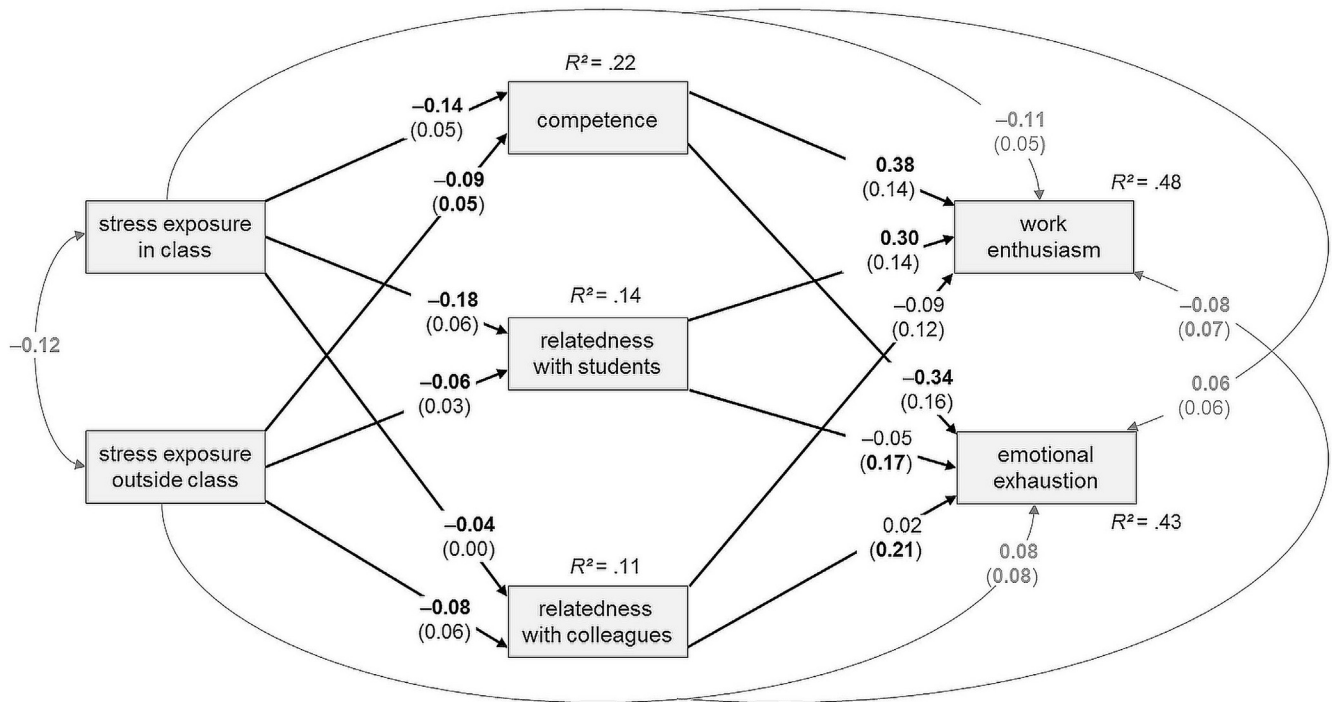 R² = .22
competence
–0.14
(0.05)
–0.09
(0.05)
stress exposure
in class
–0.12
stress exposure
outside class
–0.18
(0.06)
–0.06
(0.03)
R² = .14
relatedness
with students
–0.04
(0.00)
–0.08
(0.06)
R² = .11
relatedness
with colleagues
–0.11
(0.05)
0.38
(0.14)
0.30
(0.14)
–0.09
(0.12)
R² = .48
work
enthusiasm
–0.08
(0.07)
0.06
(0.06)
–0.34
(0.16)
–0.05
(0.17)
0.02
(0.21)
emotional
exhaustion
R² = .43
0.08
(0.08)